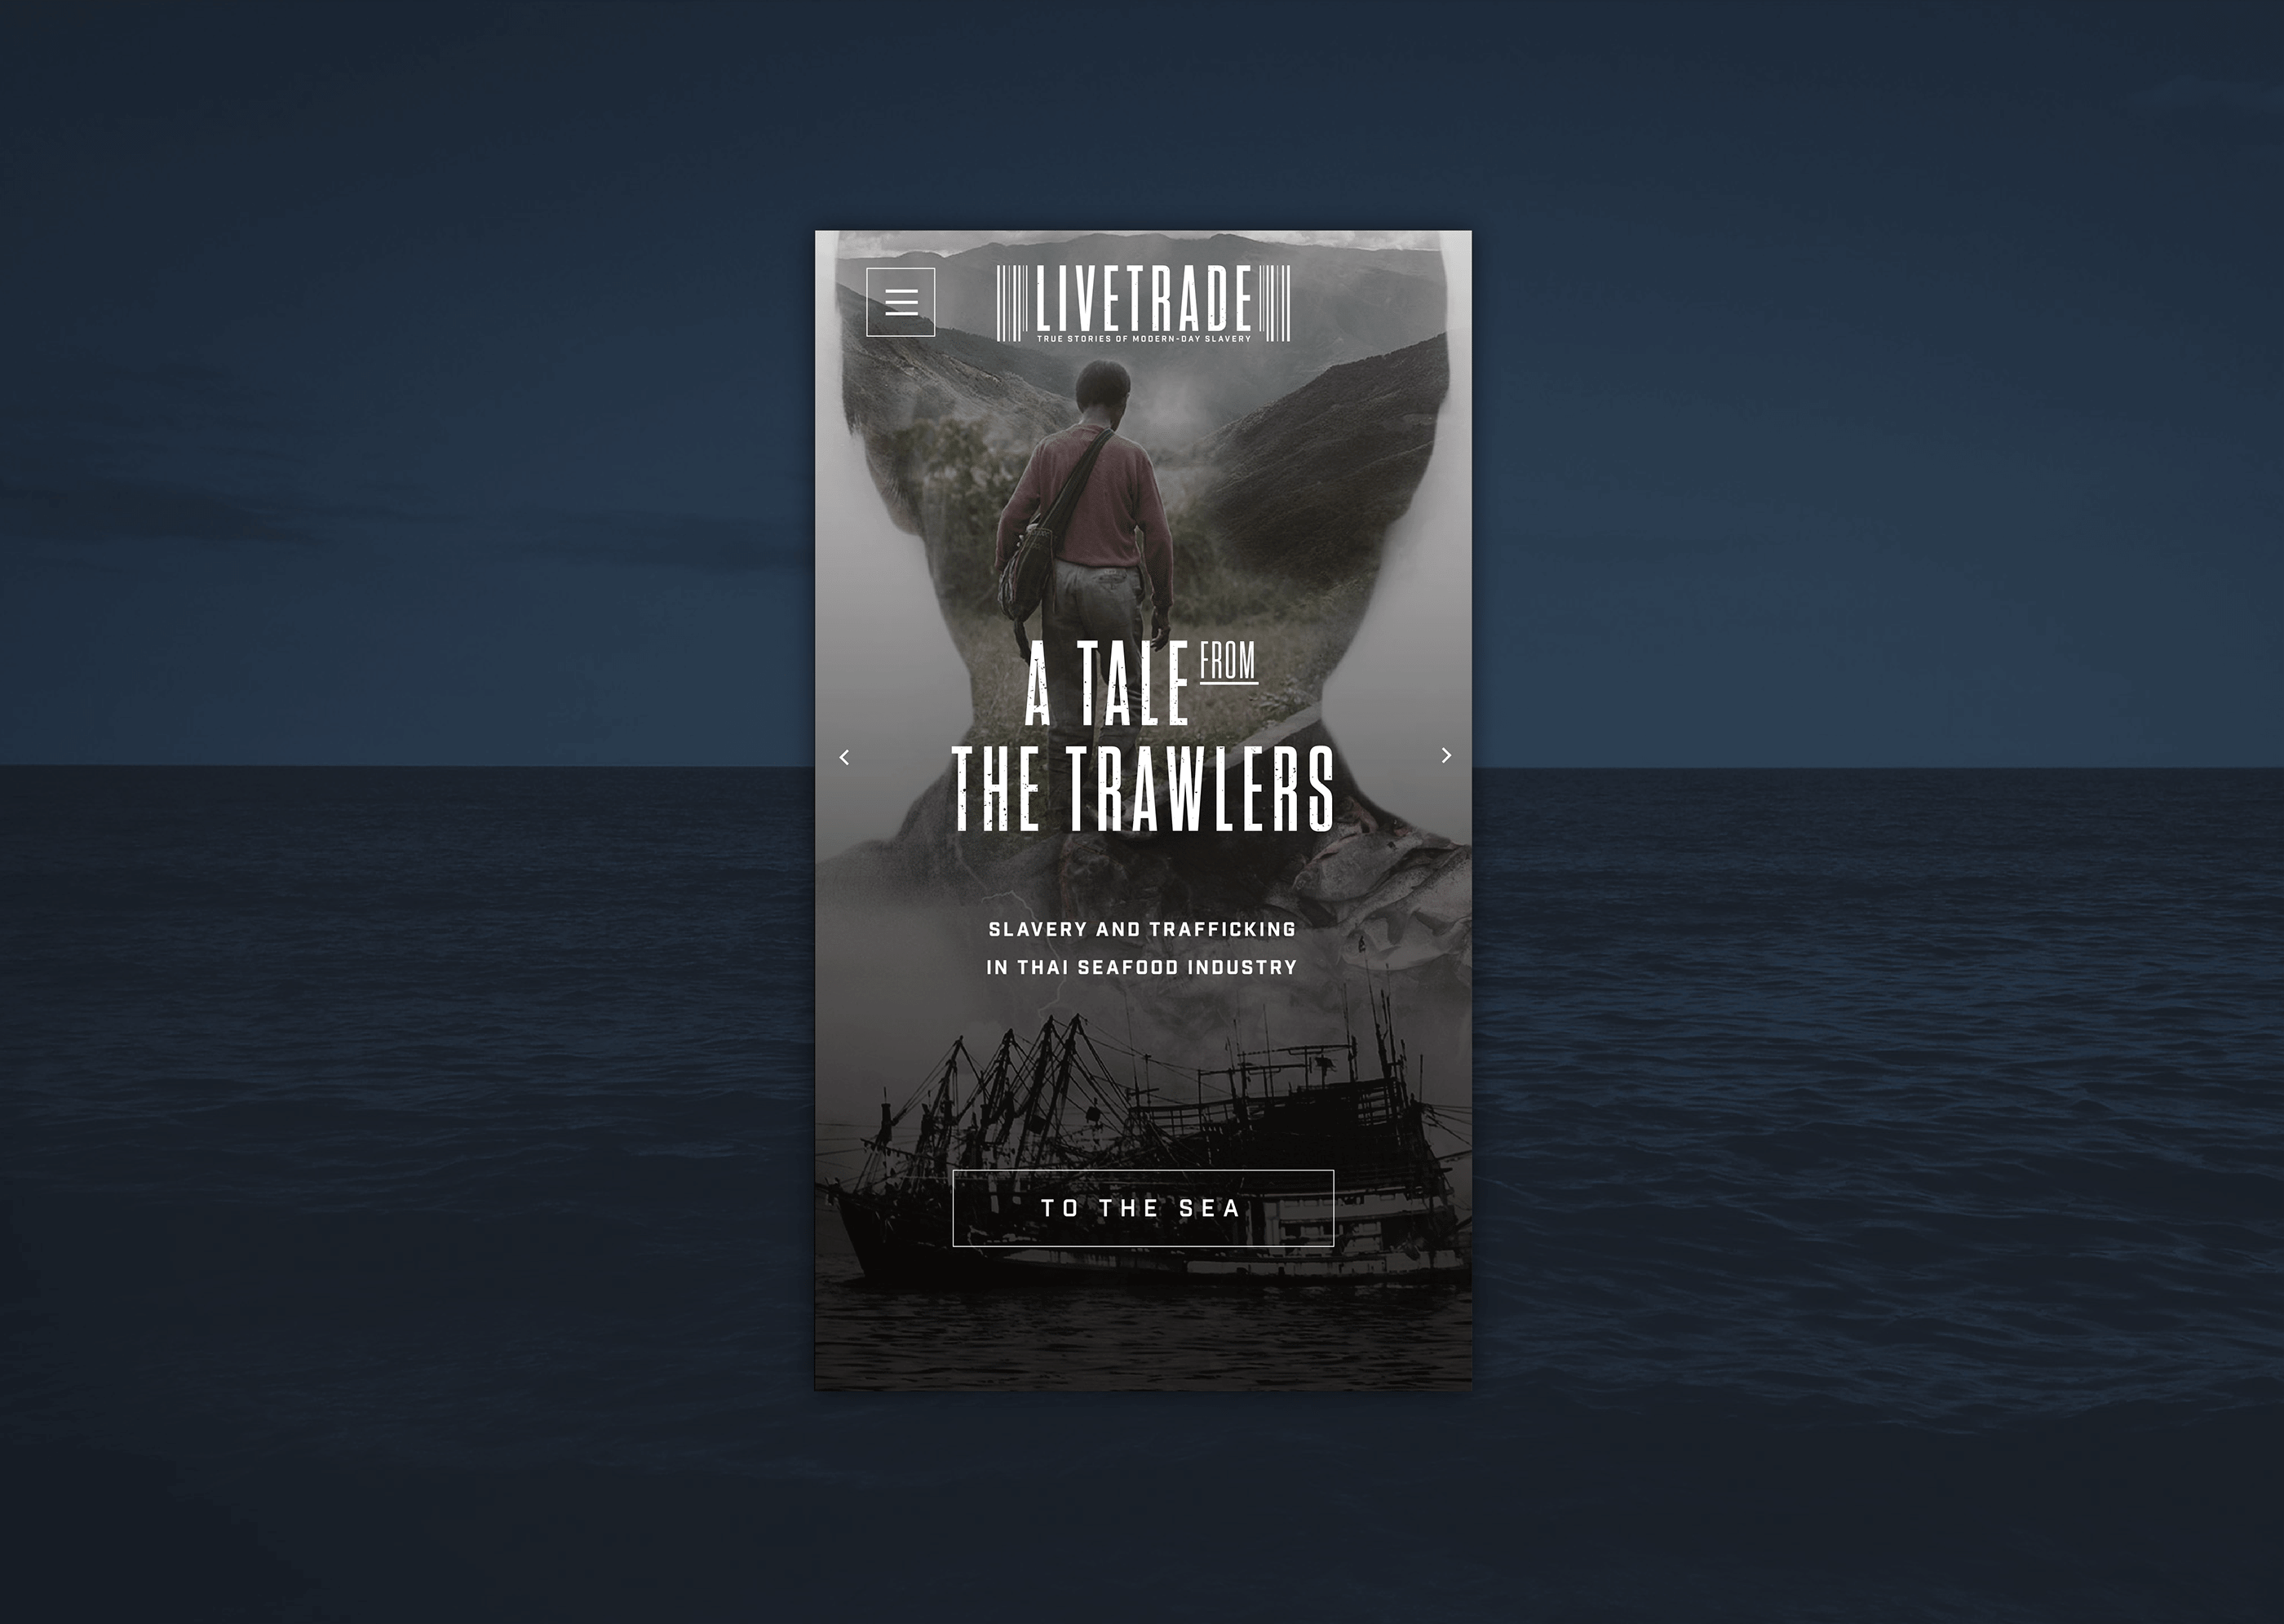 LIVETRADE
TRUE STORIES OF MODERN-DAY SLAVERY
A TALE FROM
THE TRAWLERS
SLAVERY AND TRAFFICKING
IN THAI SEAFOOD INDUSTRY
TO THE SEA